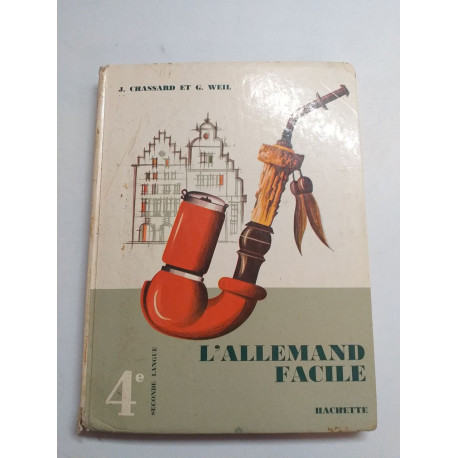 J. CHASSARD ET G. WEIL
L'ALLEMAND
FACILE
4e
SECONDE LANGUE
HACHETTE